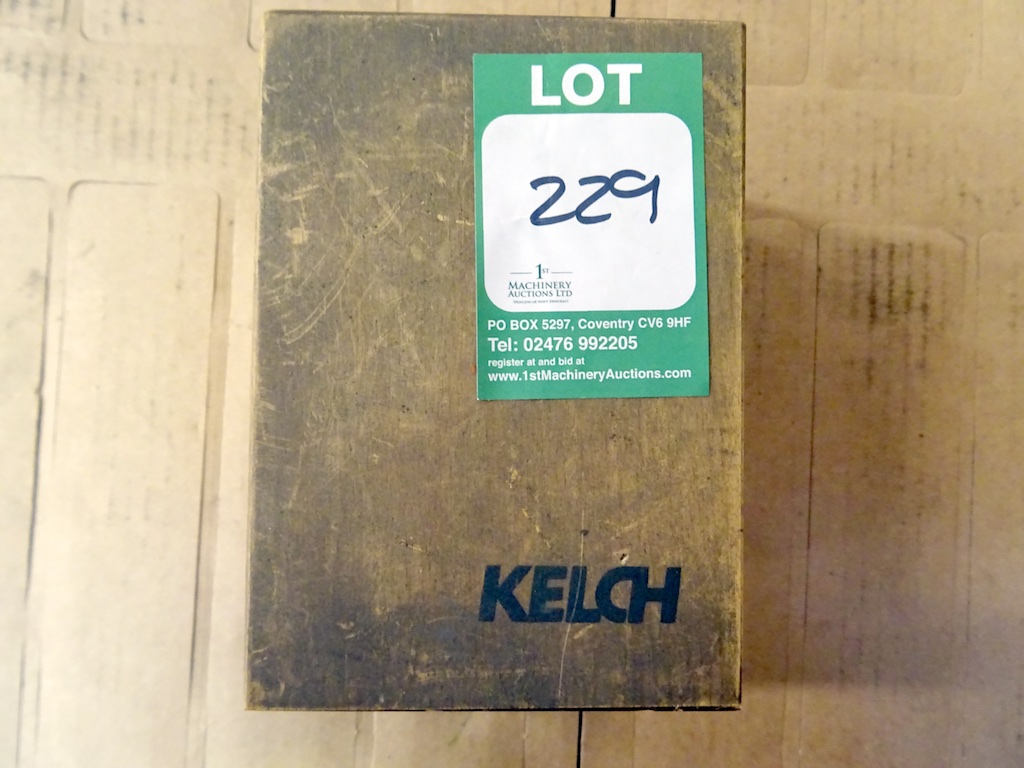 LOT
229
1ST
MACHINERY
AUCTIONS LTD
PO BOX 5297, Coventry CV6 9HF
Tel: 02476 992205
register at and bid at
www.1stMachineryAuctions.com
KELCH